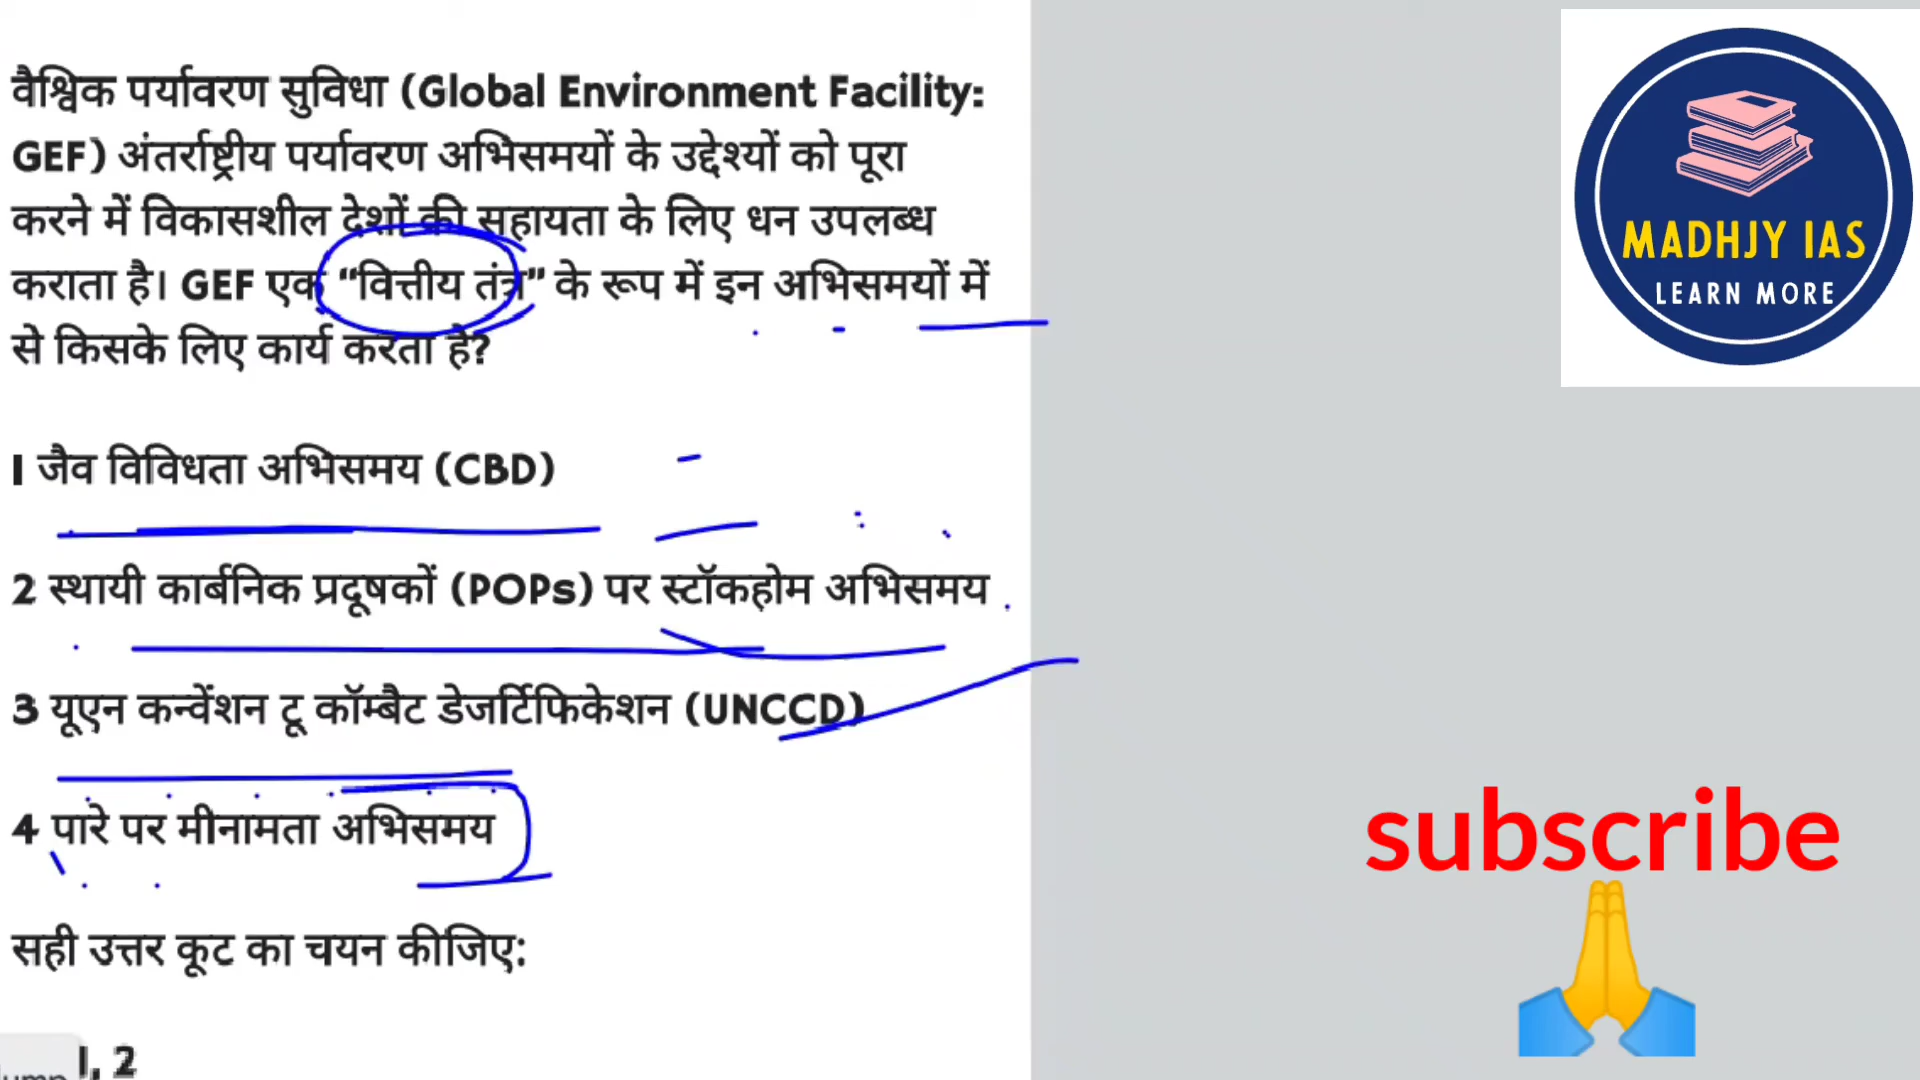 वैश्विक पर्यावरण सुविधा (Global Environment Facility:
GEF) अंतर्राष्ट्रीय पर्यावरण अभिसमयों के उद्देश्यों को पूरा
करने में विकासशील देशों की सहायता के लिए धन उपलब्ध
कराता है। GEF एक “वित्तीय तंत्र” के रूप में इन अभिसमयों में
से किसके लिए कार्य करता है?
1 जैव विविधता अभिसमय (CBD)
2 स्थायी कार्बनिक प्रदूषकों (POPs) पर स्टॉकहोम अभिसमय
3 यूएन कन्वेंशन टू कॉम्बैट डेजर्टिफिकेशन (UNCCD)
4 पारे पर मीनामता अभिसमय
सही उत्तर कूट का चयन कीजिए:
1, 2
MADHJY IAS
LEARN MORE
subscribe